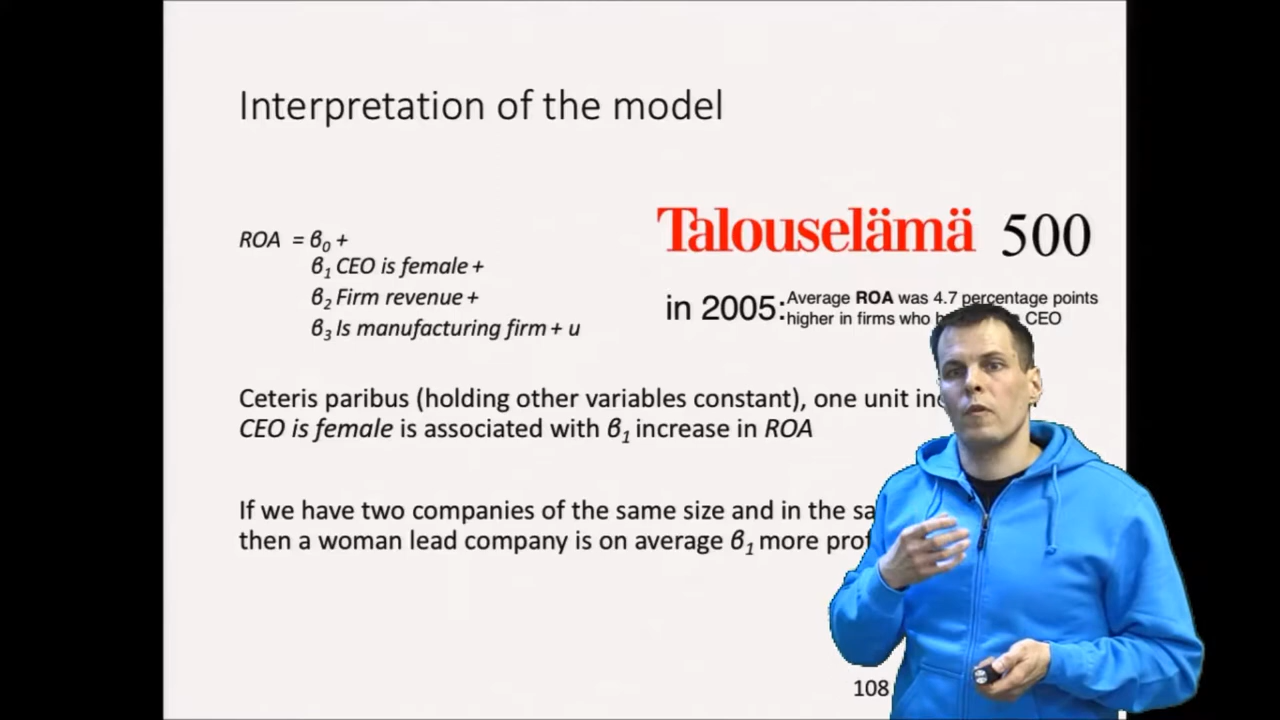 Interpretation of the model
Talouselämä 500
ROA = β0 +
β1 CEO is female +
β2 Firm revenue +
β3 Is manufacturing firm + u
in 2005: Average ROA was 4.7 percentage points
higher in firms who CEO
Ceteris paribus (holding other variables constant), one unit
CEO is female is associated with β1 increase in ROA
If we have two companies of the same size and in the
then a woman lead company is on average β1 more
108